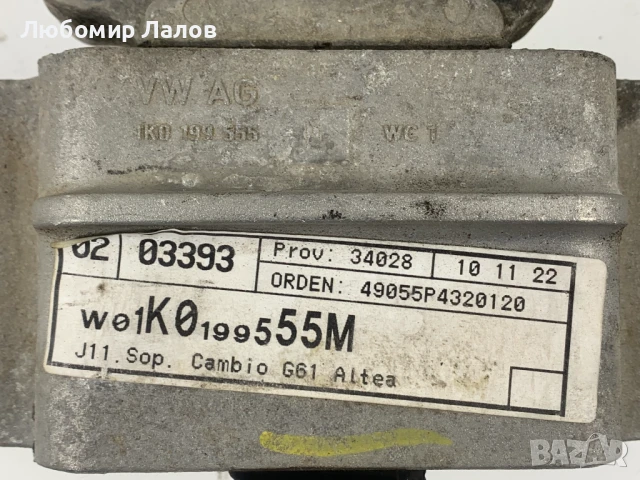 Любомир Лалов
VW AG
1K0 199 555
WC 1
02 03393 Prov: 34028 10 11 22
ORDEN: 49055P4320120
W01K0199555M
J11.Sop. Cambio G61 Altea
BAZAR